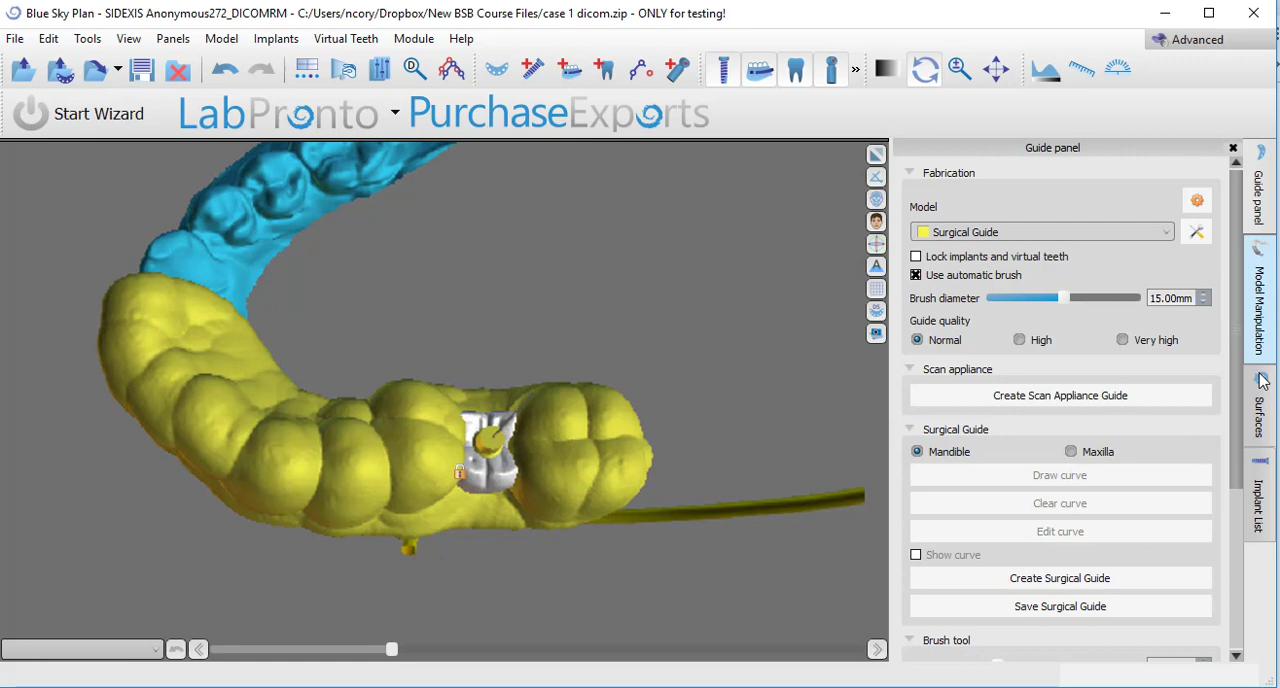 Blue Sky Plan - SIDEXIS Anonymous272_DICOMRM - C:/Users/ncory/Dropbox/New BSB Course Files/case 1 dicom.zip - ONLY for testing!
File Edit Tools View Panels Model Implants Virtual Teeth Module Help
Advanced
Start Wizard
LabPronto
PurchaseExports
Guide panel
Fabrication
Model
Surgical Guide
Lock implants and virtual teeth
Use automatic brush
Brush diameter 15.00mm
Guide quality
Normal High Very high
Scan appliance
Create Scan Appliance Guide
Surgical Guide
Mandible Maxilla
Draw curve
Clear curve
Edit curve
Show curve
Create Surgical Guide
Save Surgical Guide
Brush tool
Guide panel
Model Manipulation
Surfaces
Implant List